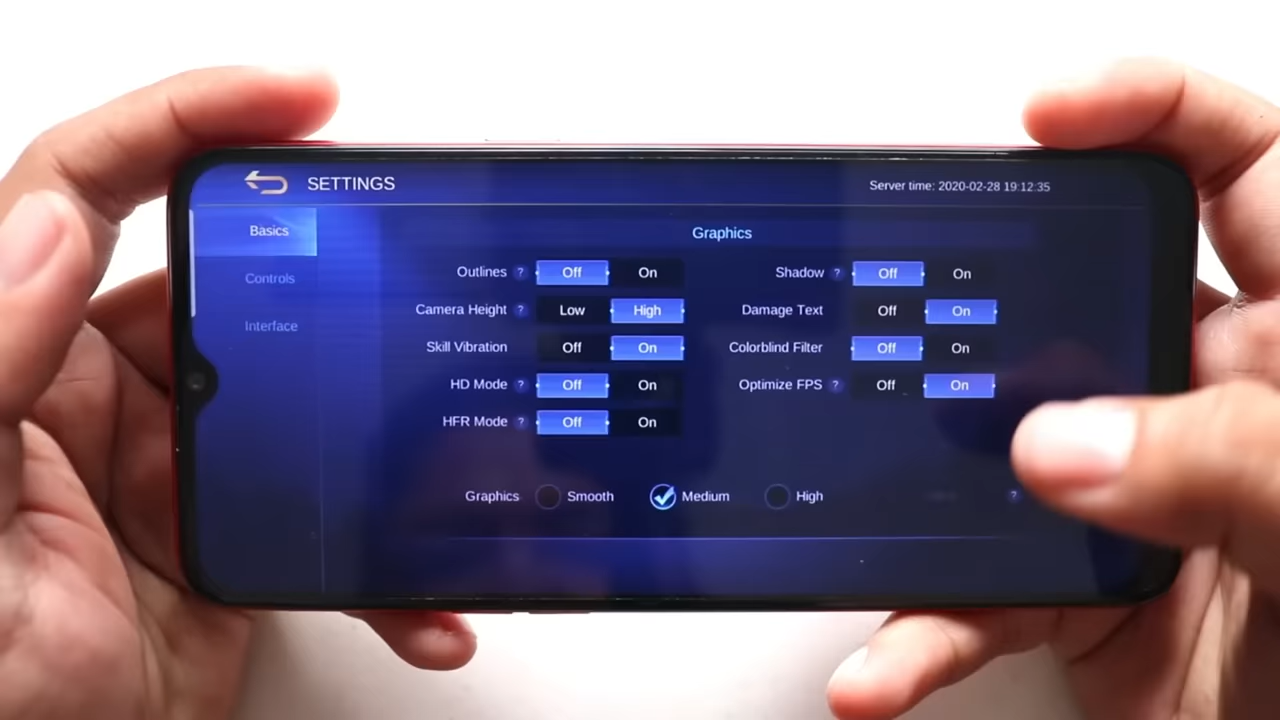 SETTINGS
Server time: 2020-02-28 19:12:35
Basics
Controls
Interface
Graphics
Outlines ? Off On
Shadow ? Off On
Camera Height ? Low High
Damage Text Off On
Skill Vibration Off On
Colorblind Filter Off On
HD Mode ? Off On
Optimize FPS ? Off On
HFR Mode ? Off On
Graphics Smooth Medium High ?